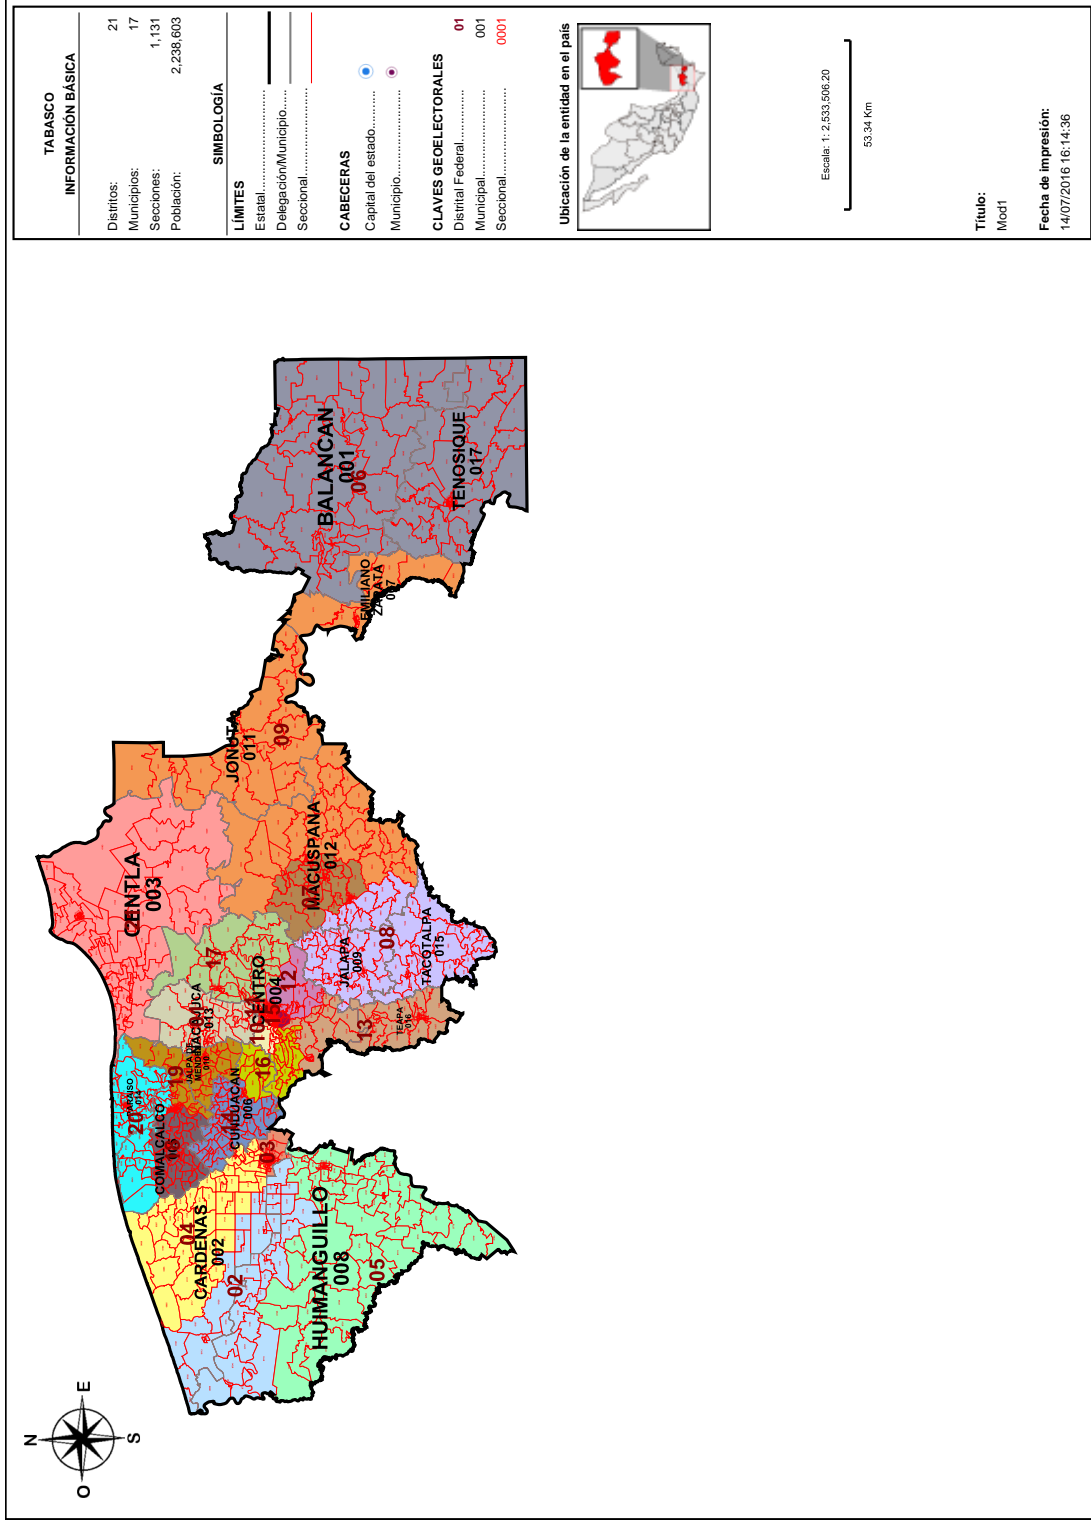 TABASCO
INFORMACIÓN BÁSICA
Distritos: 21
Municipios: 17
Secciones: 1,131
Población: 2,238,603
SIMBOLOGÍA
LÍMITES
Estatal
Delegación/Municipio
Seccional
CABECERAS
Capital del estado
Municipio
CLAVES GEOELECTORALES
Distrital Federal 01
Municipal 001
Seccional 0001
Ubicación de la entidad en el país
Escala: 1: 2,533,506.20
53.34 Km
Título:
Mod1
Fecha de impresión:
14/07/2016 16:14:36
N
O
E
S
BALANCAN
001
06
TENOSIQUE
017
EMILIANO
ZAPATA
007
JONUTA
011
09
CENTLA
003
MACUSPANA
012
07
17
CENTRO
004
12
JALAPA
009
08
TACOTALPA
015
13
TEAPA
016
NACAJUCA
013
16
19
20
PARAISO
014
COMALCALCO
CUNDUACAN
006
14
03
04
CARDENAS
002
02
HUIMANGUILLO
008
05